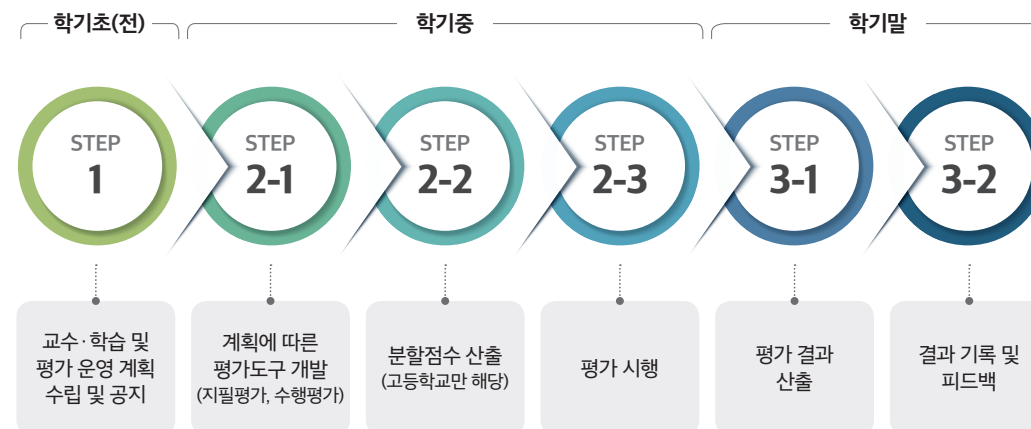 학기초(전)
학기중
학기말
STEP
1
STEP
2-1
STEP
2-2
STEP
2-3
STEP
3-1
STEP
3-2
교수·학습 및
평가 운영 계획
수립 및 공지
계획에 따른
평가도구 개발
(지필평가, 수행평가)
분할점수 산출
(고등학교만 해당)
평가 시행
평가 결과
산출
결과 기록 및
피드백